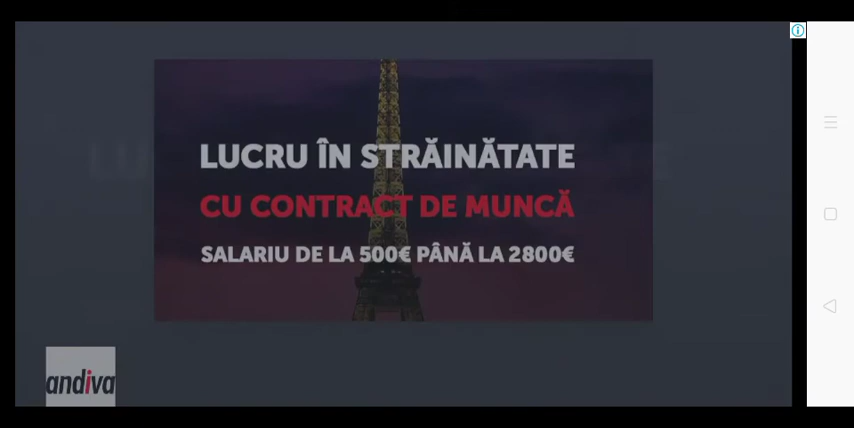 LUCRU ÎN STRĂINĂTATE
CU CONTRACT DE MUNCĂ
SALARIU DE LA 500€ PÂNĂ LA 2800€
andiva